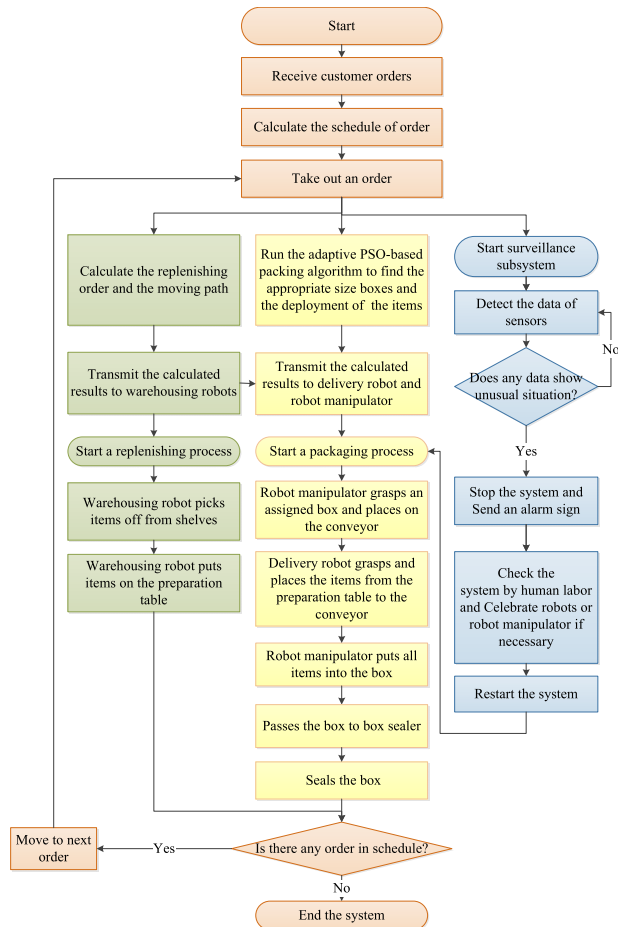 Start
Receive customer orders
Calculate the schedule of order
Take out an order
Calculate the replenishing
order and the moving path
Transmit the calculated
results to warehousing robots
Start a replenishing process
Warehousing robot picks
items off from shelves
Warehousing robot puts
items on the preparation
table
Run the adaptive PSO-based
packing algorithm to find the
appropriate size boxes and
the deployment of the items
Transmit the calculated
results to delivery robot and
robot manipulator
Start a packaging process
Robot manipulator grasps an
assigned box and places on
the conveyor
Delivery robot grasps and
places the items from the
preparation table to the
conveyor
Robot manipulator puts all
items into the box
Passes the box to box sealer
Seals the box
Start surveillance
subsystem
Detect the data of
sensors
No
Does any data show
unusual situation?
Yes
Stop the system and
Send an alarm sign
Check the
system by human labor
and Celebrate robots or
robot manipulator if
necessary
Restart the system
Is there any order in schedule?
Yes
Move to next
order
No
End the system